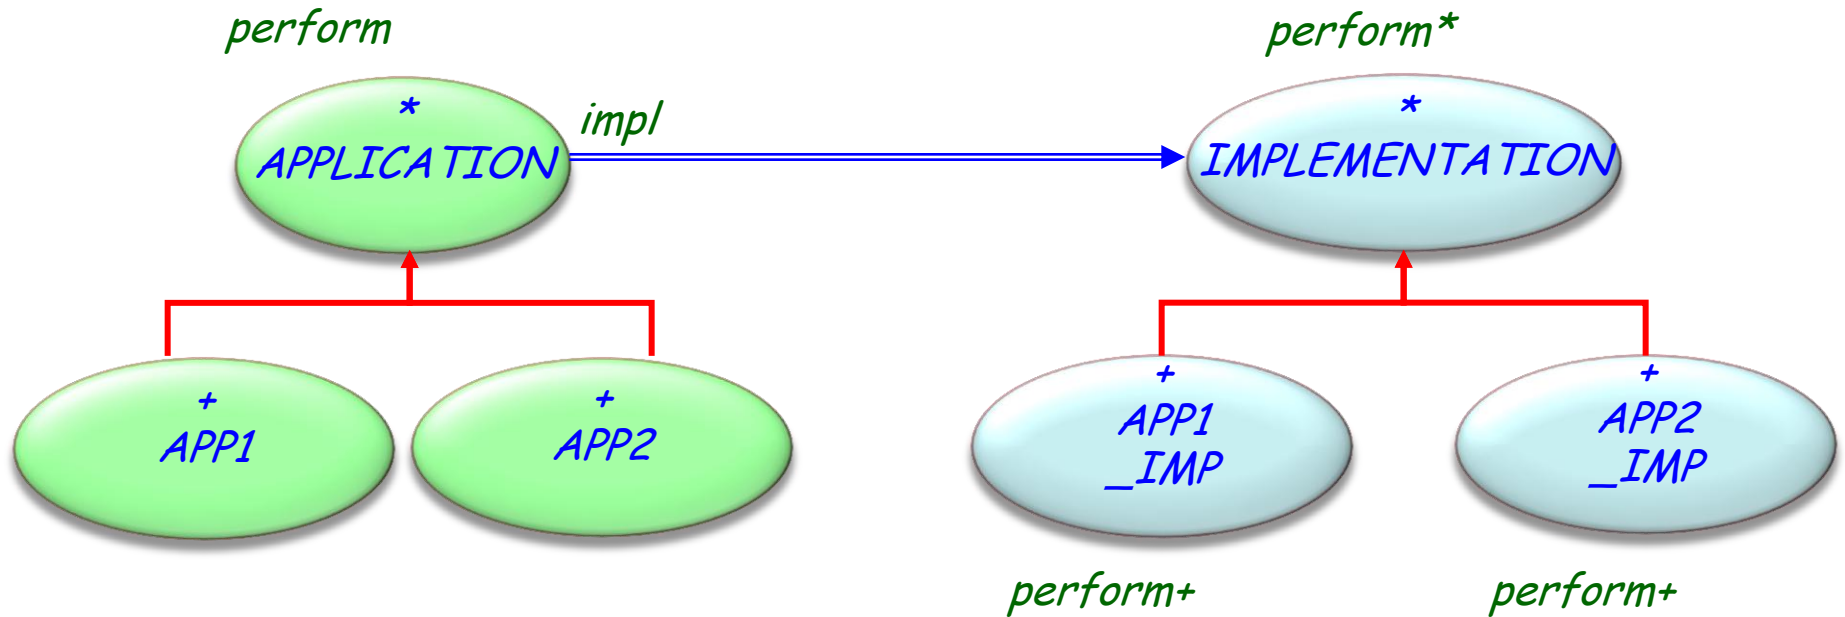 perform
perform*
*
APPLICATION
impl
*
IMPLEMENTATION
+
APP1
+
APP2
+
APP1
_IMP
+
APP2
_IMP
perform+
perform+